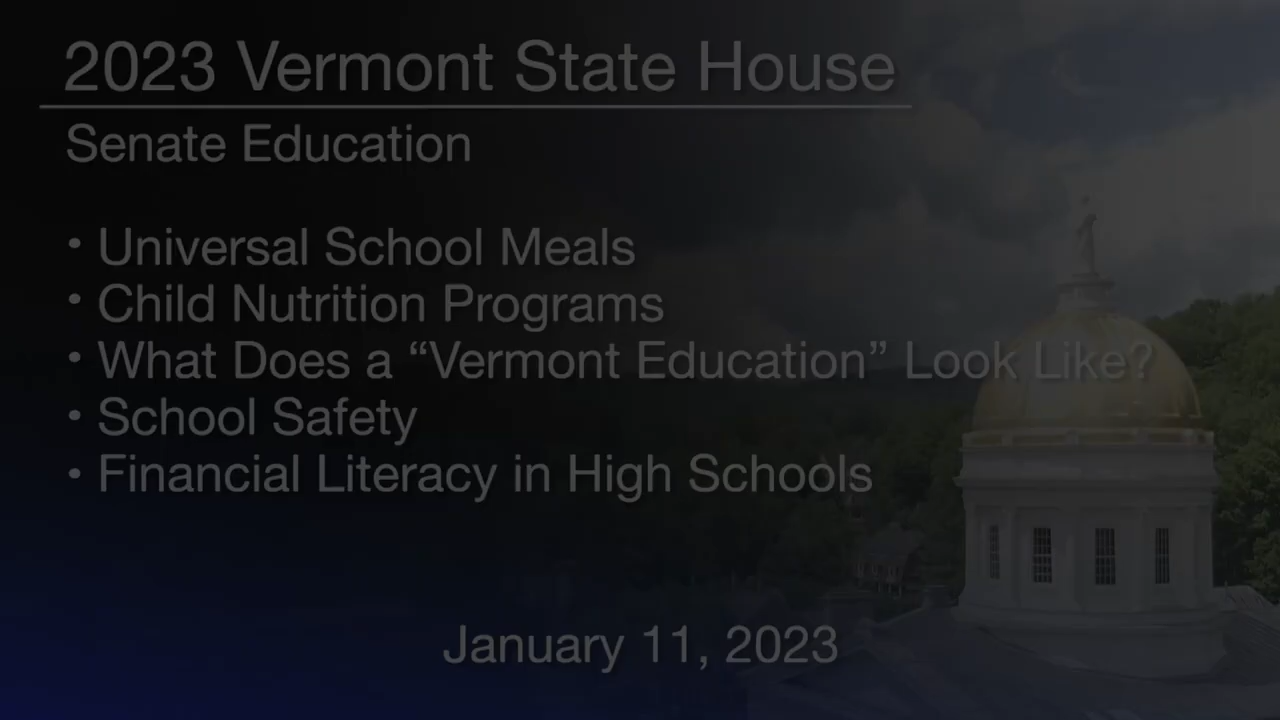 2023 Vermont State House
Senate Education
• Universal School Meals
• Child Nutrition Programs
• What Does a “Vermont Education” Look Like?
• School Safety
• Financial Literacy in High Schools
January 11, 2023